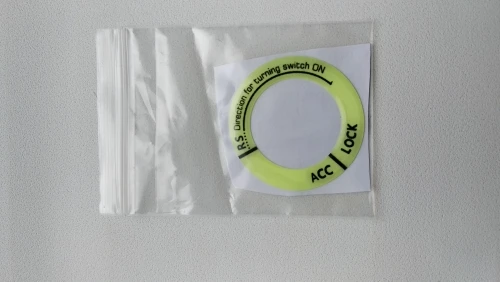 P.S. Direction for turning switch ON
LOCK
ACC